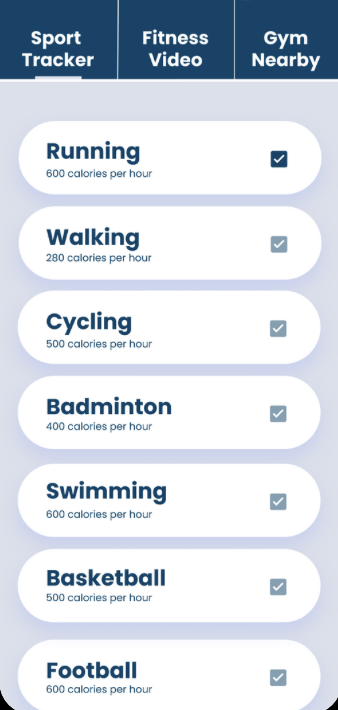 Sport
Tracker
Fitness
Video
Gym
Nearby
Running
600 calories per hour
Walking
280 calories per hour
Cycling
500 calories per hour
Badminton
400 calories per hour
Swimming
600 calories per hour
Basketball
500 calories per hour
Football
600 calories per hour